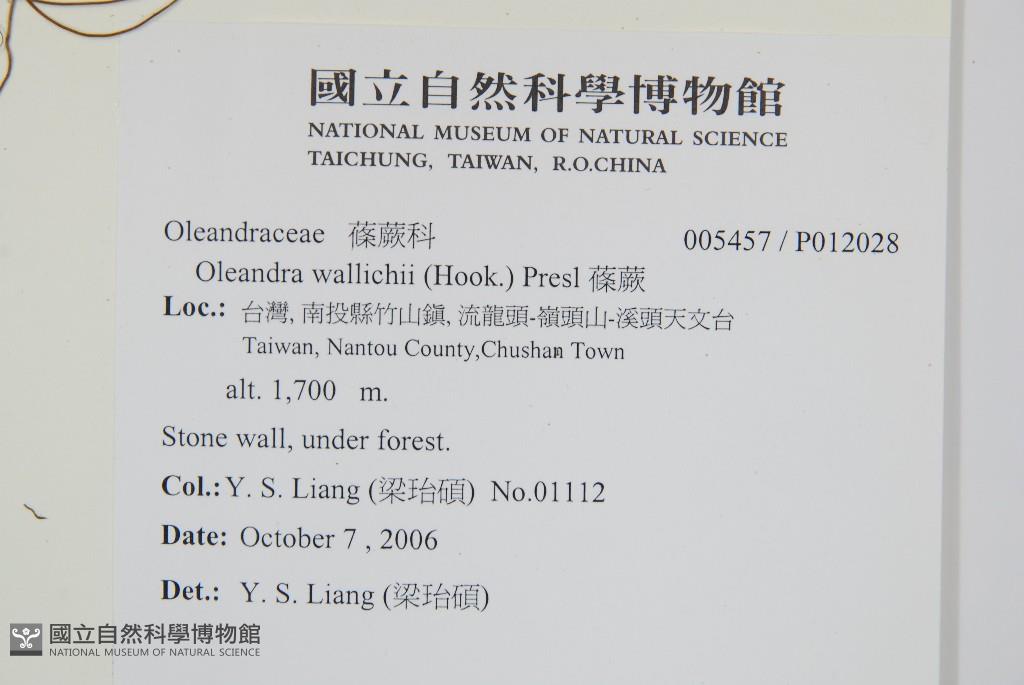 國立自然科學博物館
NATIONAL MUSEUM OF NATURAL SCIENCE
TAICHUNG, TAIWAN, R.O.CHINA
Oleandraceae 蓧蕨科 005457 / P012028
Oleandra wallichii (Hook.) Presl 蓧蕨
Loc.: 台灣, 南投縣竹山鎮, 流龍頭-嶺頭山-溪頭天文台
Taiwan, Nantou County,Chushan Town
alt. 1,700 m.
Stone wall, under forest.
Col.: Y. S. Liang (梁珆碩) No.01112
Date: October 7 , 2006
Det.: Y. S. Liang (梁珆碩)
國立自然科學博物館
NATIONAL MUSEUM OF NATURAL SCIENCE